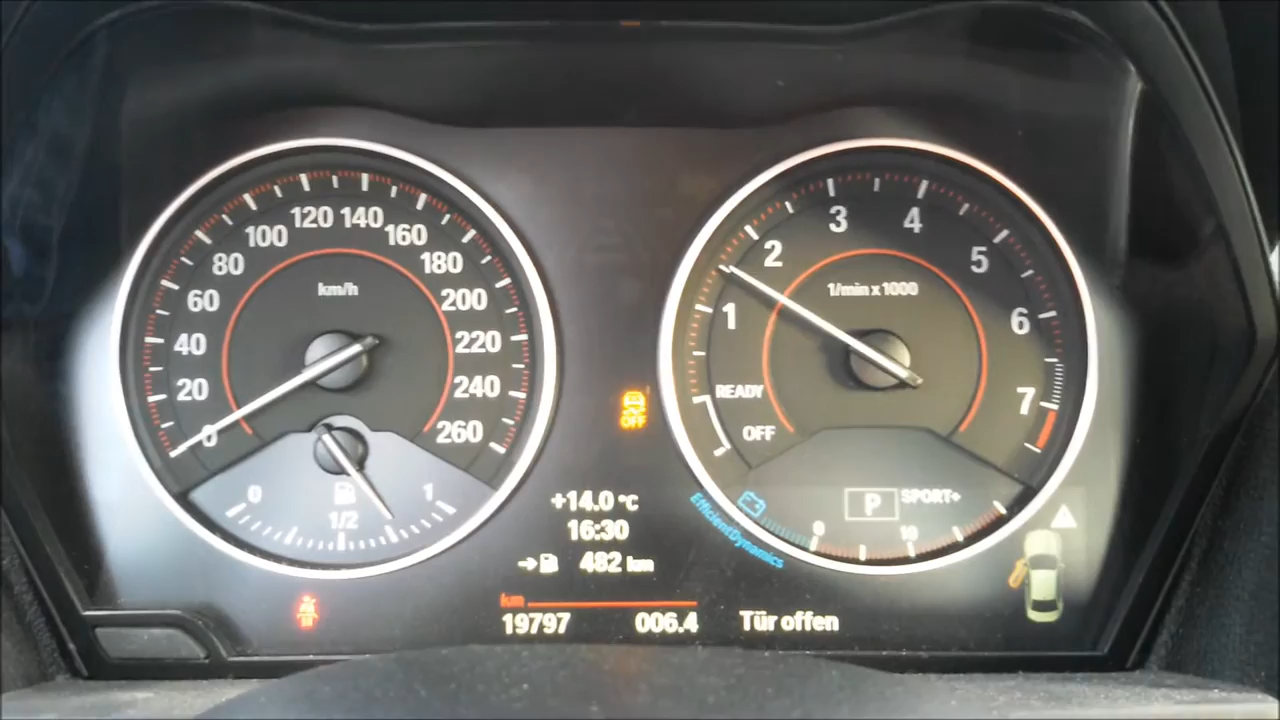 120 140
100 160
80 180
60 200
40 220
20 240
0 260
km/h
0 1/2 1
3 4
2 5
1 6
7
1/min x 1000
READY
OFF
P SPORT+
0 10
EfficientDynamics
OFF
+14.0 °C
16:30
482 km
km
19797 006.4 Tür offen